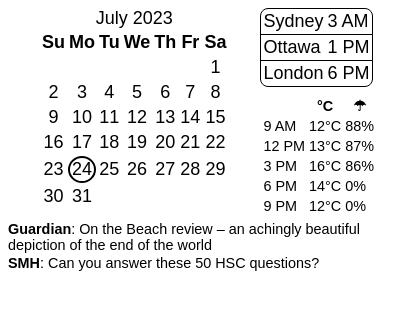 July 2023
Su Mo Tu We Th Fr Sa
1
2 3 4 5 6 7 8
9 10 11 12 13 14 15
16 17 18 19 20 21 22
23 24 25 26 27 28 29
30 31
Sydney 3 AM
Ottawa 1 PM
London 6 PM
°C ☂
9 AM 12°C 88%
12 PM 13°C 87%
3 PM 16°C 86%
6 PM 14°C 0%
9 PM 12°C 0%
Guardian: On the Beach review – an achingly beautiful
depiction of the end of the world
SMH: Can you answer these 50 HSC questions?